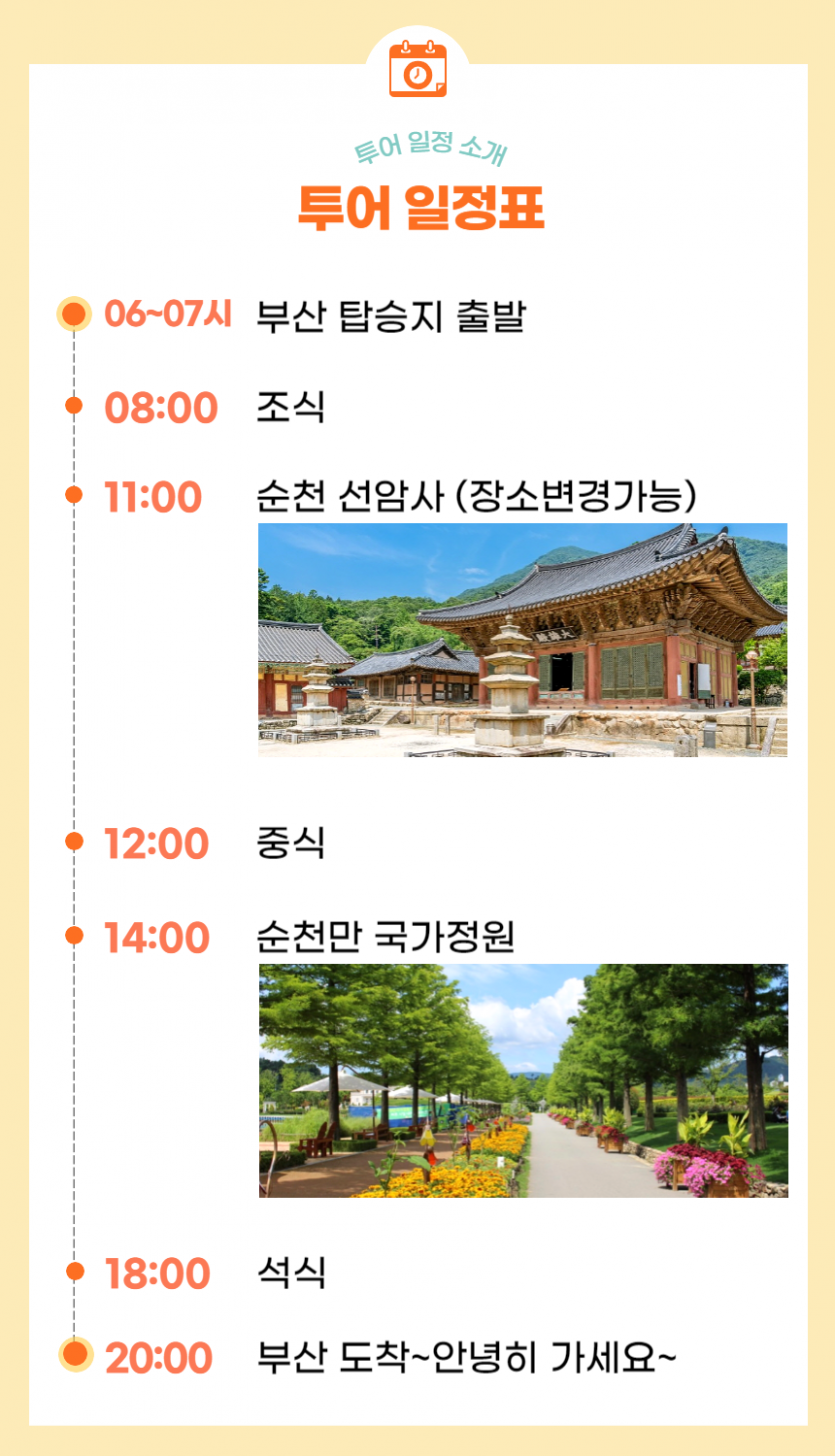 투어 일정 소개
투어 일정표
06~07시 부산 탑승지 출발
08:00 조식
11:00 순천 선암사 (장소변경가능)
12:00 중식
14:00 순천만 국가정원
18:00 석식
20:00 부산 도착~안녕히 가세요~